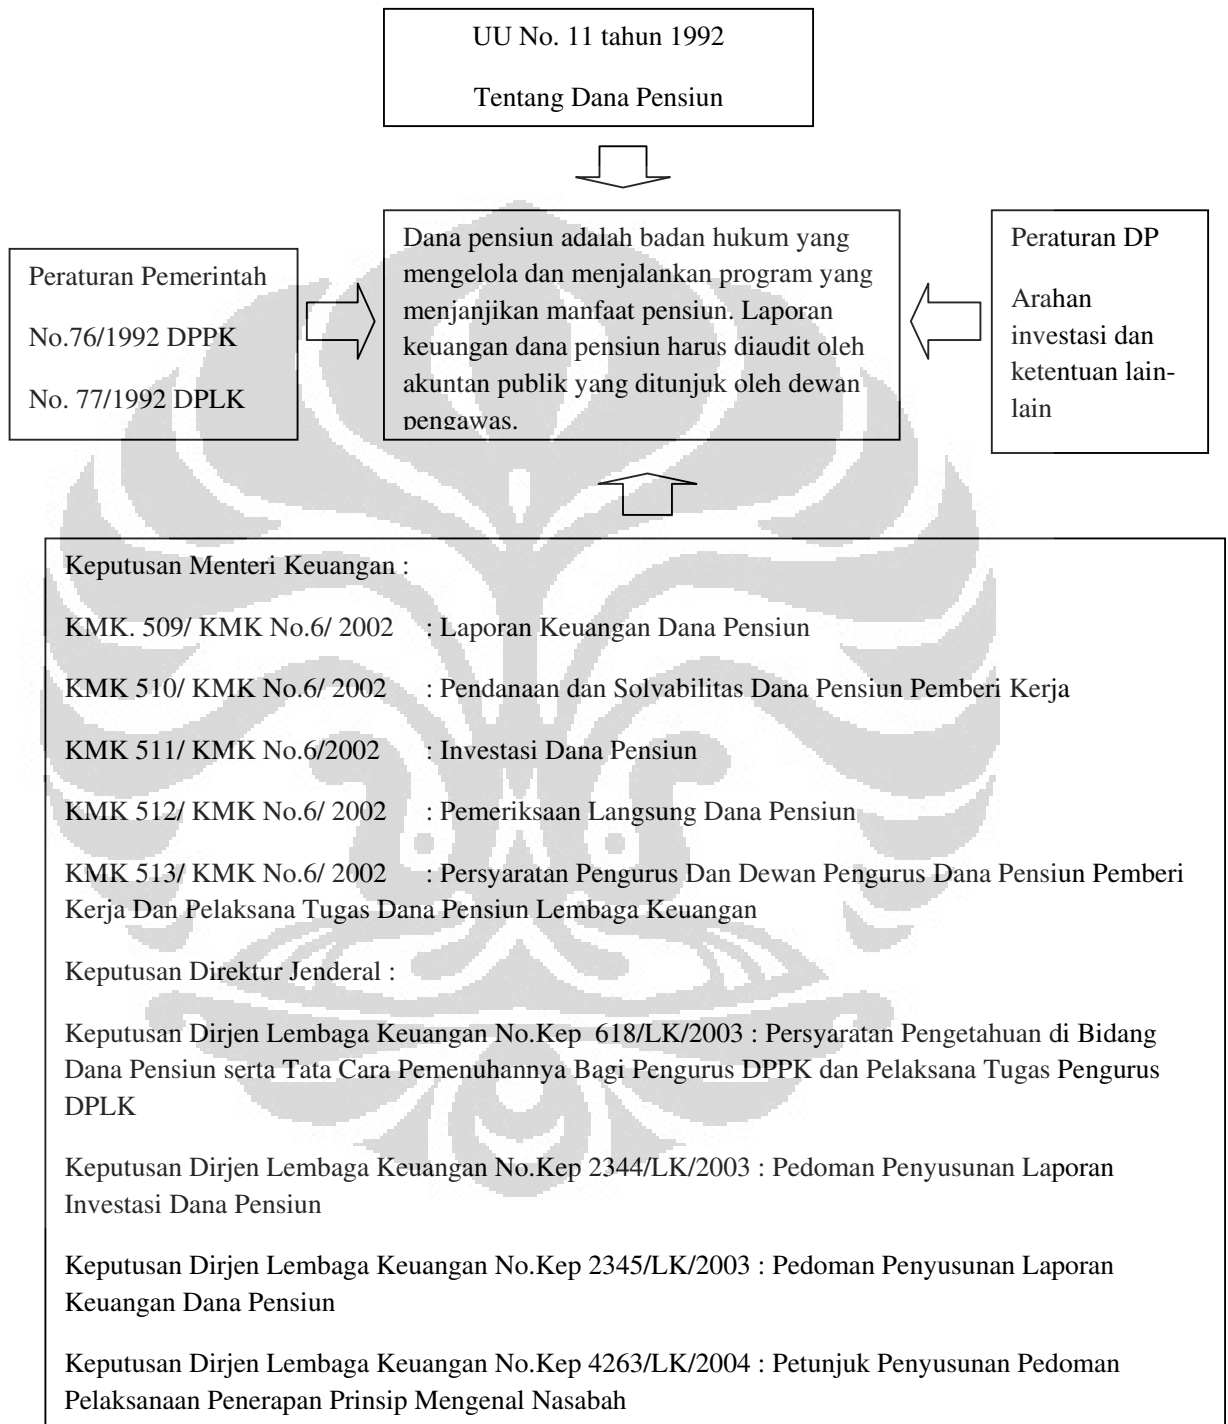 UU No. 11 tahun 1992
Tentang Dana Pensiun
Peraturan Pemerintah
No.76/1992 DPPK
No. 77/1992 DPLK
Dana pensiun adalah badan hukum yang
mengelola dan menjalankan program yang
menjanjikan manfaat pensiun. Laporan
keuangan dana pensiun harus diaudit oleh
akuntan publik yang ditunjuk oleh dewan
pengawas.
Peraturan DP
Arahan
investasi dan
ketentuan lain-
lain
Keputusan Menteri Keuangan :
KMK. 509/ KMK No.6/ 2002 : Laporan Keuangan Dana Pensiun
KMK 510/ KMK No.6/ 2002 : Pendanaan dan Solvabilitas Dana Pensiun Pemberi Kerja
KMK 511/ KMK No.6/2002 : Investasi Dana Pensiun
KMK 512/ KMK No.6/ 2002 : Pemeriksaan Langsung Dana Pensiun
KMK 513/ KMK No.6/ 2002 : Persyaratan Pengurus Dan Dewan Pengurus Dana Pensiun Pemberi
Kerja Dan Pelaksana Tugas Dana Pensiun Lembaga Keuangan
Keputusan Direktur Jenderal :
Keputusan Dirjen Lembaga Keuangan No.Kep 618/LK/2003 : Persyaratan Pengetahuan di Bidang
Dana Pensiun serta Tata Cara Pemenuhannya Bagi Pengurus DPPK dan Pelaksana Tugas Pengurus
DPLK
Keputusan Dirjen Lembaga Keuangan No.Kep 2344/LK/2003 : Pedoman Penyusunan Laporan
Investasi Dana Pensiun
Keputusan Dirjen Lembaga Keuangan No.Kep 2345/LK/2003 : Pedoman Penyusunan Laporan
Keuangan Dana Pensiun
Keputusan Dirjen Lembaga Keuangan No.Kep 4263/LK/2004 : Petunjuk Penyusunan Pedoman
Pelaksanaan Penerapan Prinsip Mengenal Nasabah